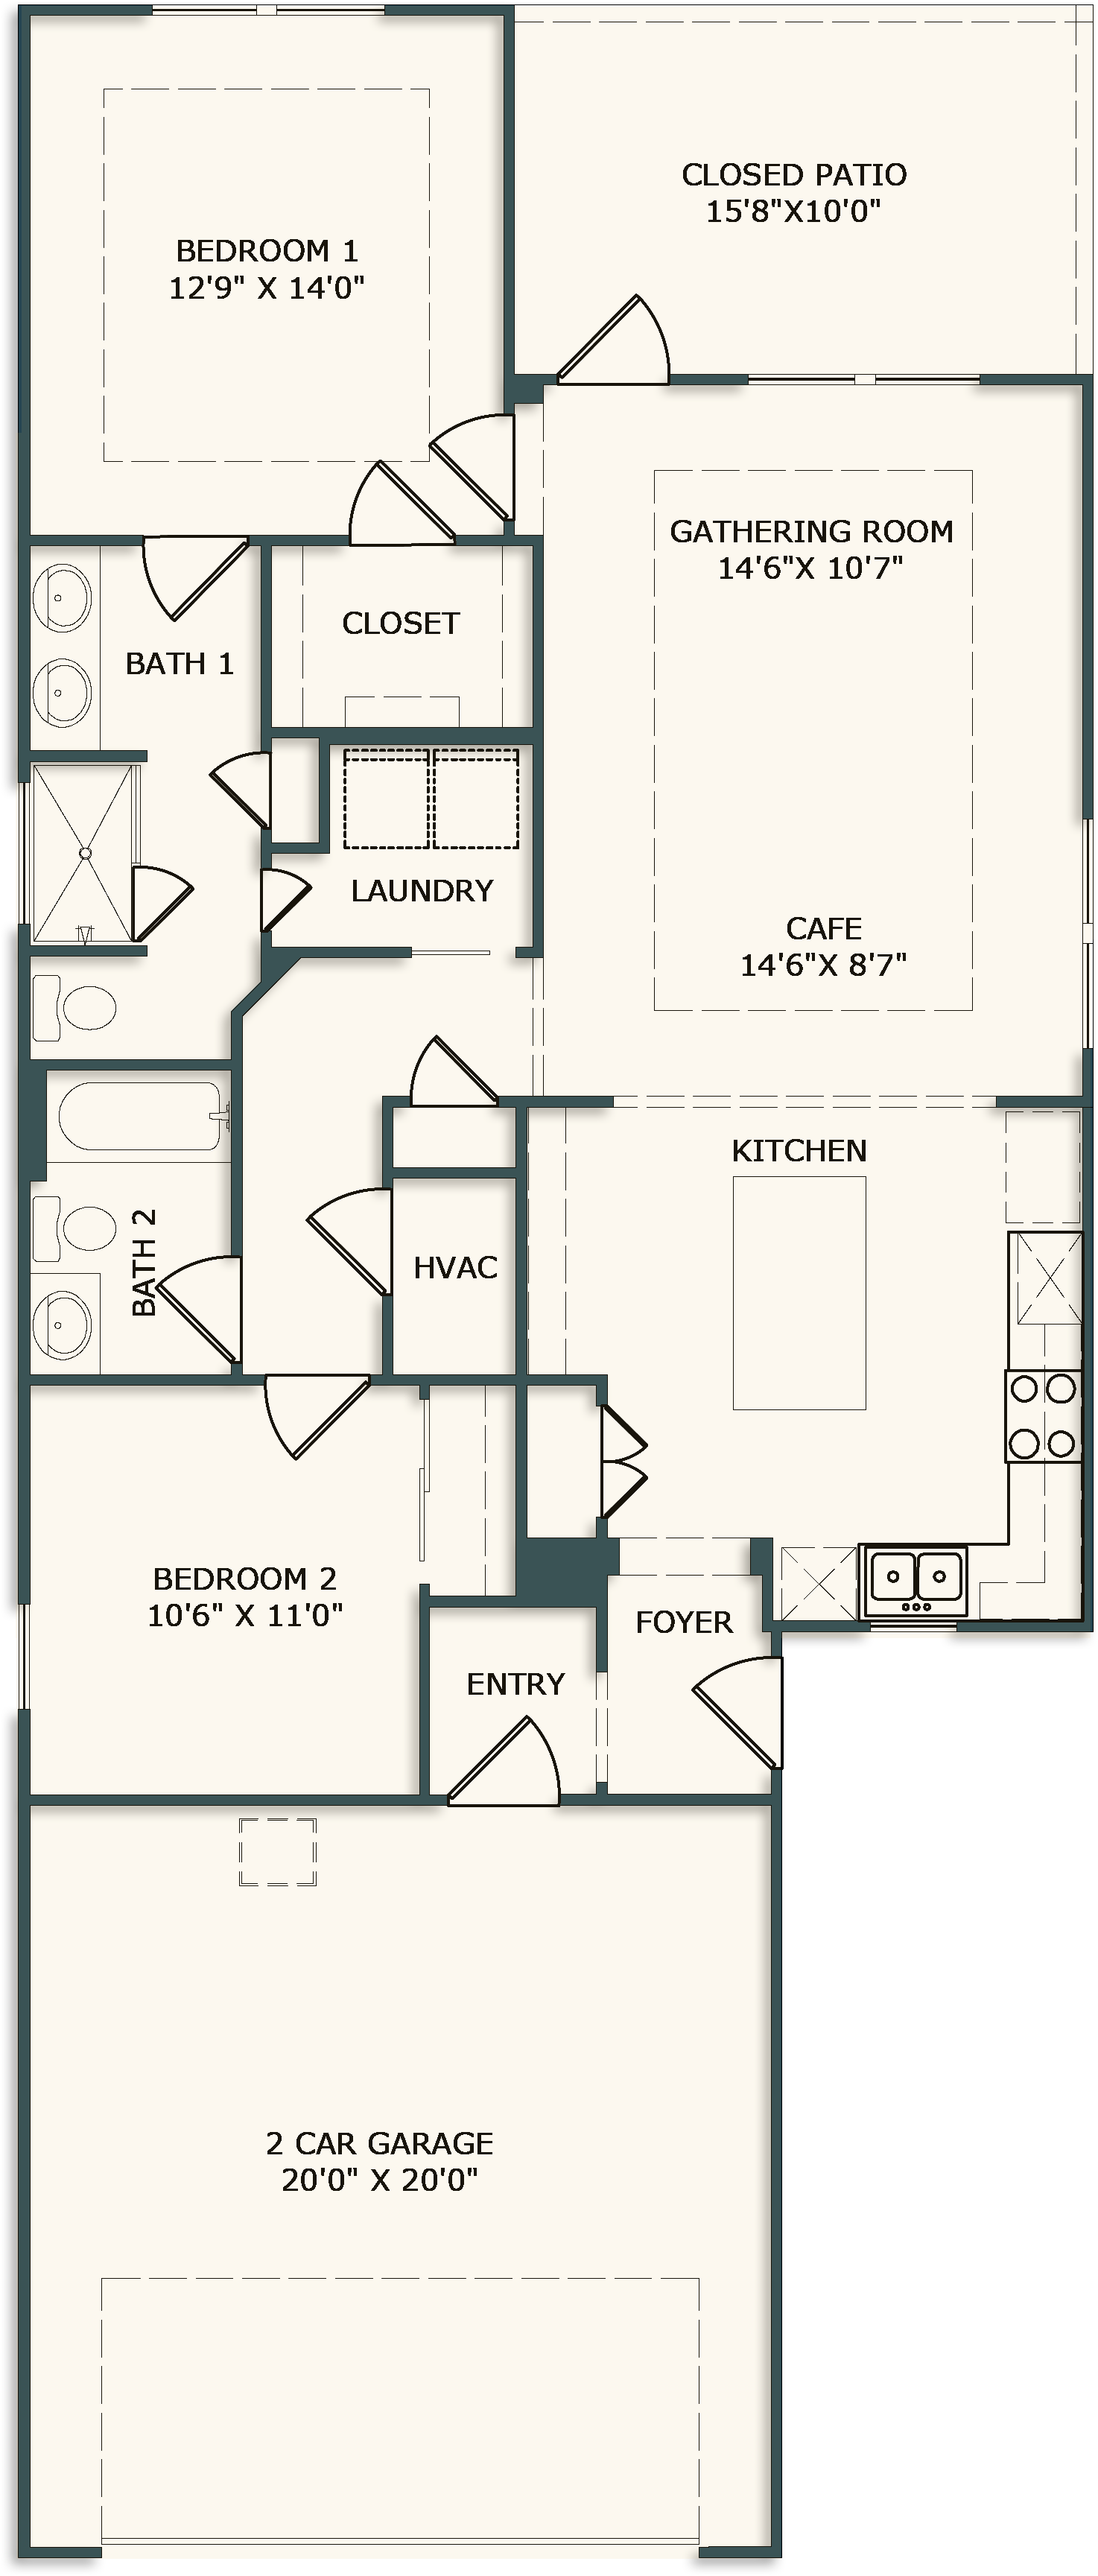 CLOSED PATIO
15'8"X10'0"
BEDROOM 1
12'9" X 14'0"
GATHERING ROOM
14'6"X 10'7"
CLOSET
BATH 1
LAUNDRY
CAFE
14'6"X 8'7"
KITCHEN
BATH 2
HVAC
BEDROOM 2
10'6" X 11'0"
FOYER
ENTRY
2 CAR GARAGE
20'0" X 20'0"